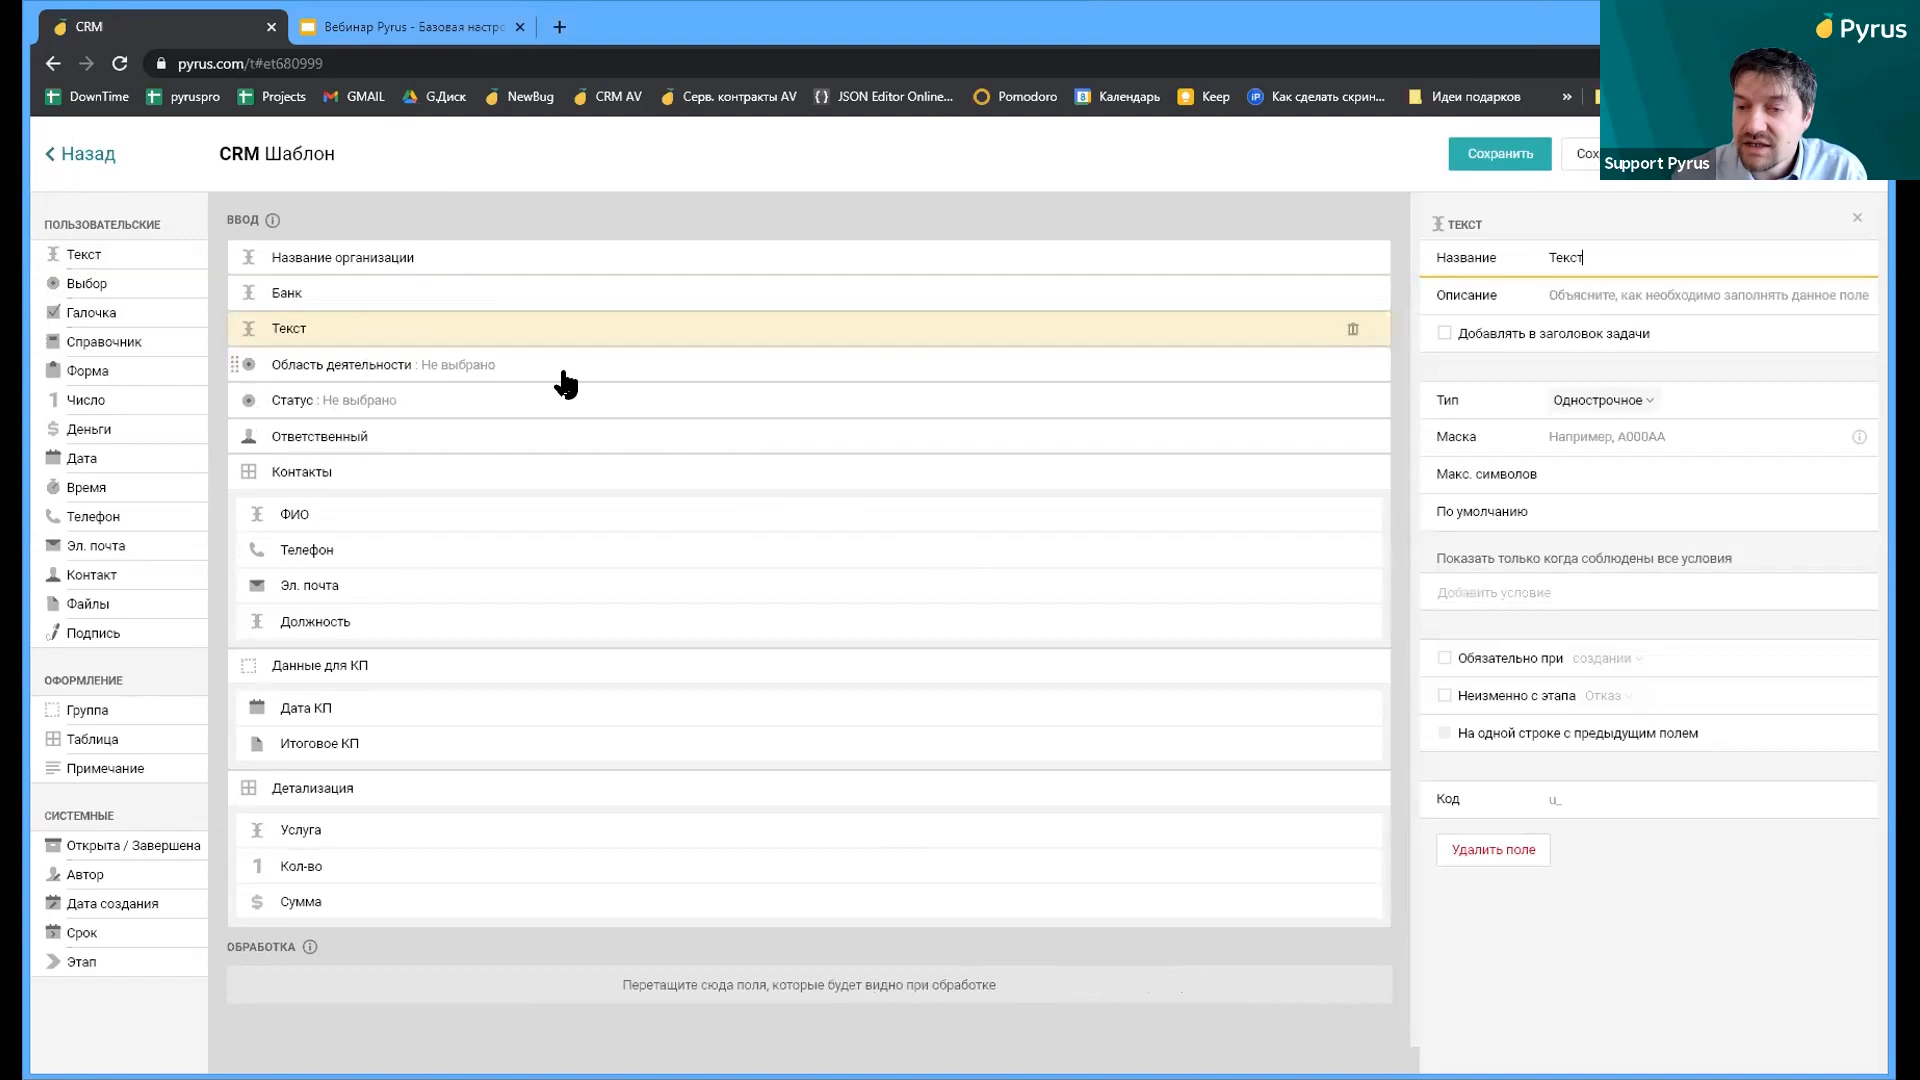 CRM
Вебинар Pyrus - Базовая настро
Pyrus
pyrus.com/t#et680999
DownTime
pyruspro
Projects
GMAIL
G.Диск
NewBug
CRM AV
Серв. контракты AV
JSON Editor Online...
Pomodoro
Календарь
Keep
Как сделать скрин...
Идеи подарков
»
Support Pyrus
Назад
CRM Шаблон
Сохранить
Сох
ПОЛЬЗОВАТЕЛЬСКИЕ
Текст
Выбор
Галочка
Справочник
Форма
Число
Деньги
Дата
Время
Телефон
Эл. почта
Контакт
Файлы
Подпись
ОФОРМЛЕНИЕ
Группа
Таблица
Примечание
СИСТЕМНЫЕ
Открыта / Завершена
Автор
Дата создания
Срок
Этап
ВВОД
Название организации
Банк
Текст
Область деятельности : Не выбрано
Статус : Не выбрано
Ответственный
Контакты
ФИО
Телефон
Эл. почта
Должность
Данные для КП
Дата КП
Итоговое КП
Детализация
Услуга
Кол-во
Сумма
ОБРАБОТКА
Перетащите сюда поля, которые будет видно при обработке
ТЕКСТ
Название Текст
Описание Объясните, как необходимо заполнять данное поле
Добавлять в заголовок задачи
Тип Однострочное
Маска Например, А000АА
Макс. символов
По умолчанию
Показать только когда соблюдены все условия
Добавить условие
Обязательно при создании
Неизменно с этапа Отказ
На одной строке с предыдущим полем
Код u_
Удалить поле